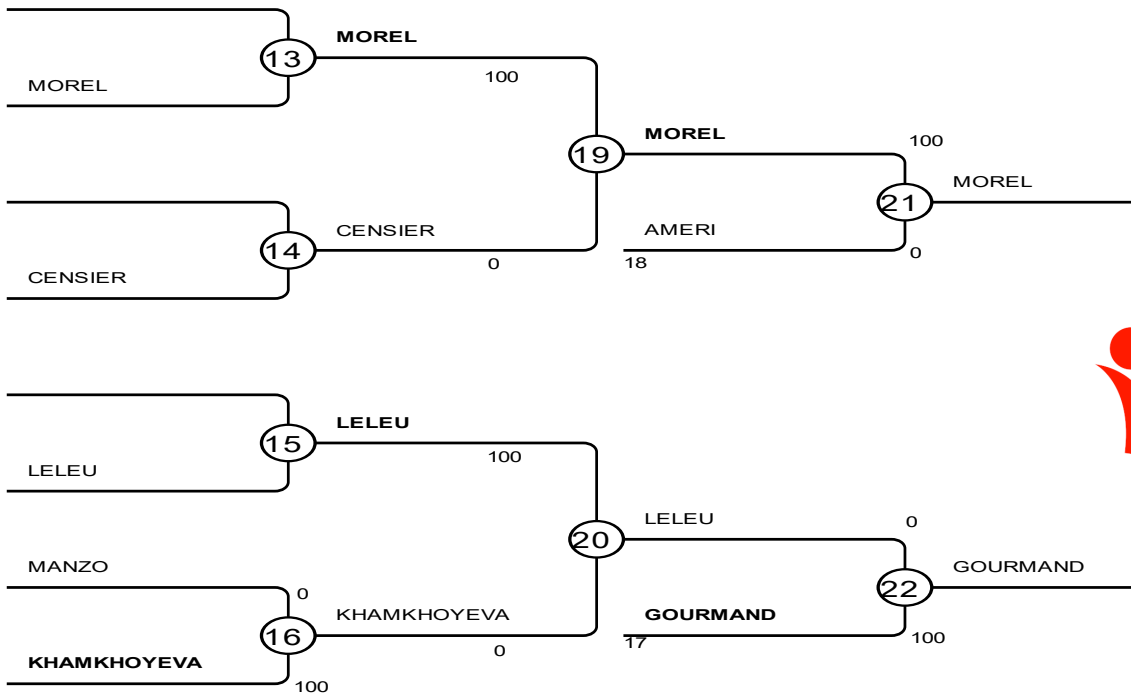 MOREL
13
MOREL
100
CENSIER
14
CENSIER
0
19
MOREL
100
AMERI
18
0
21
MOREL
LELEU
15
LELEU
100
MANZO
0
16
KHAMKHOYEVA
100
KHAMKHOYEVA
0
20
LELEU
0
GOURMAND
17
100
22
GOURMAND